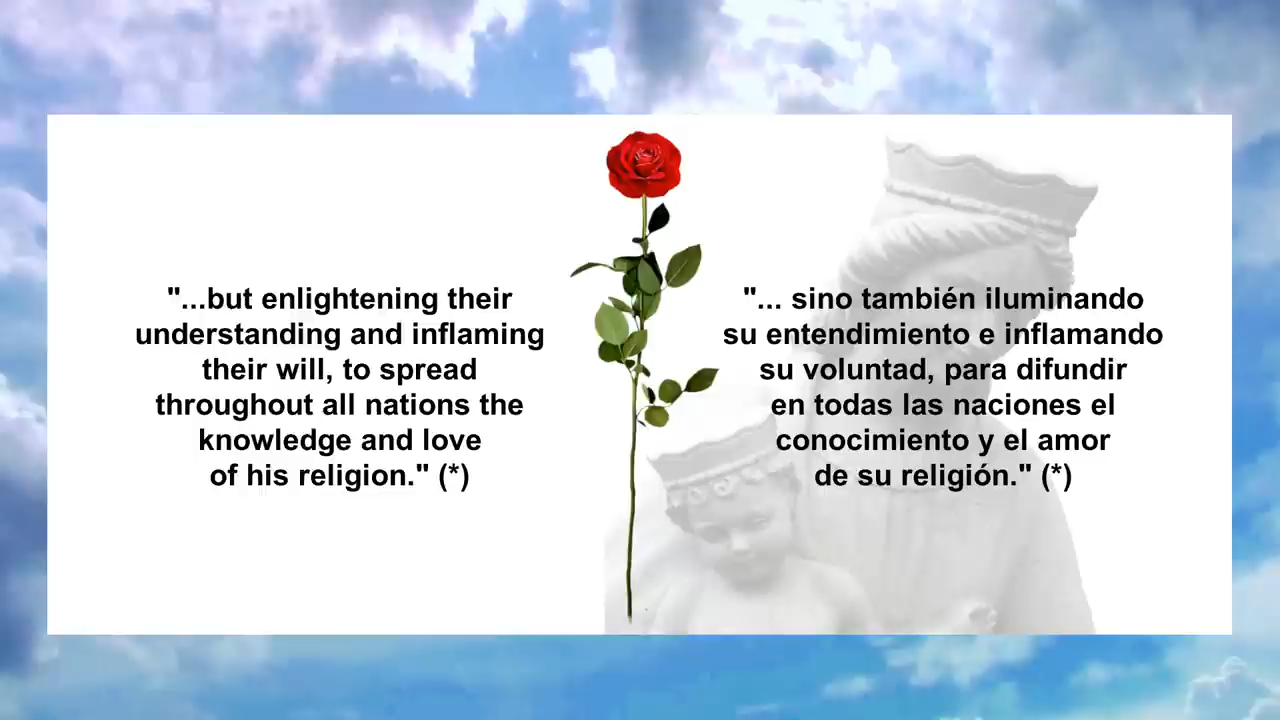 "...but enlightening their
understanding and inflaming
their will, to spread
throughout all nations the
knowledge and love
of his religion." (*)
"... sino también iluminando
su entendimiento e inflamando
su voluntad, para difundir
en todas las naciones el
conocimiento y el amor
de su religión." (*)